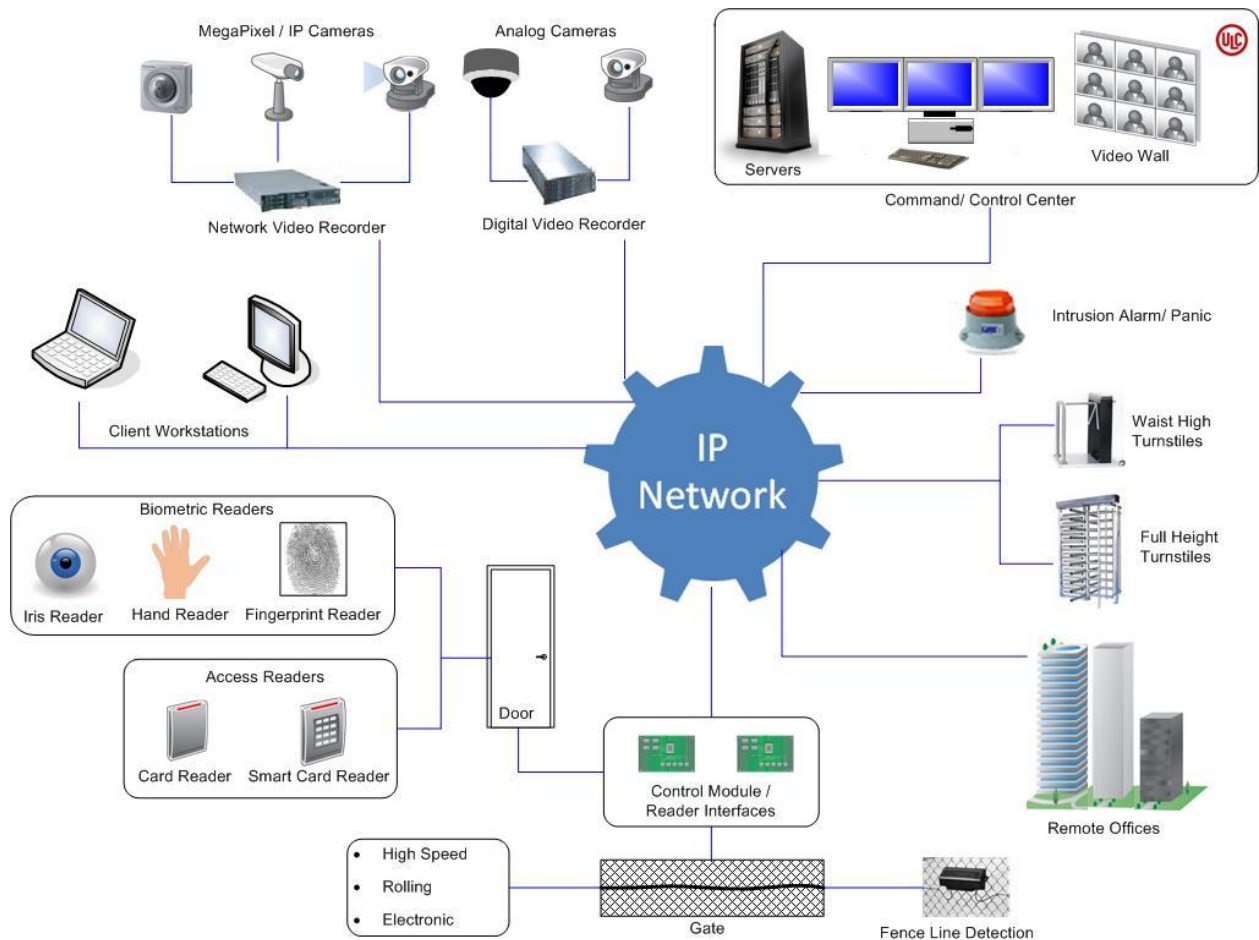 MegaPixel / IP Cameras
Analog Cameras
ULC
Servers
Video Wall
Network Video Recorder
Digital Video Recorder
Command/ Control Center
Intrusion Alarm/ Panic
Client Workstations
Waist High
Turnstiles
IP
Network
Biometric Readers
Iris Reader
Hand Reader
Fingerprint Reader
Full Height
Turnstiles
Access Readers
Card Reader
Smart Card Reader
Door
Control Module /
Reader Interfaces
Remote Offices
• High Speed
• Rolling
• Electronic
Gate
Fence Line Detection